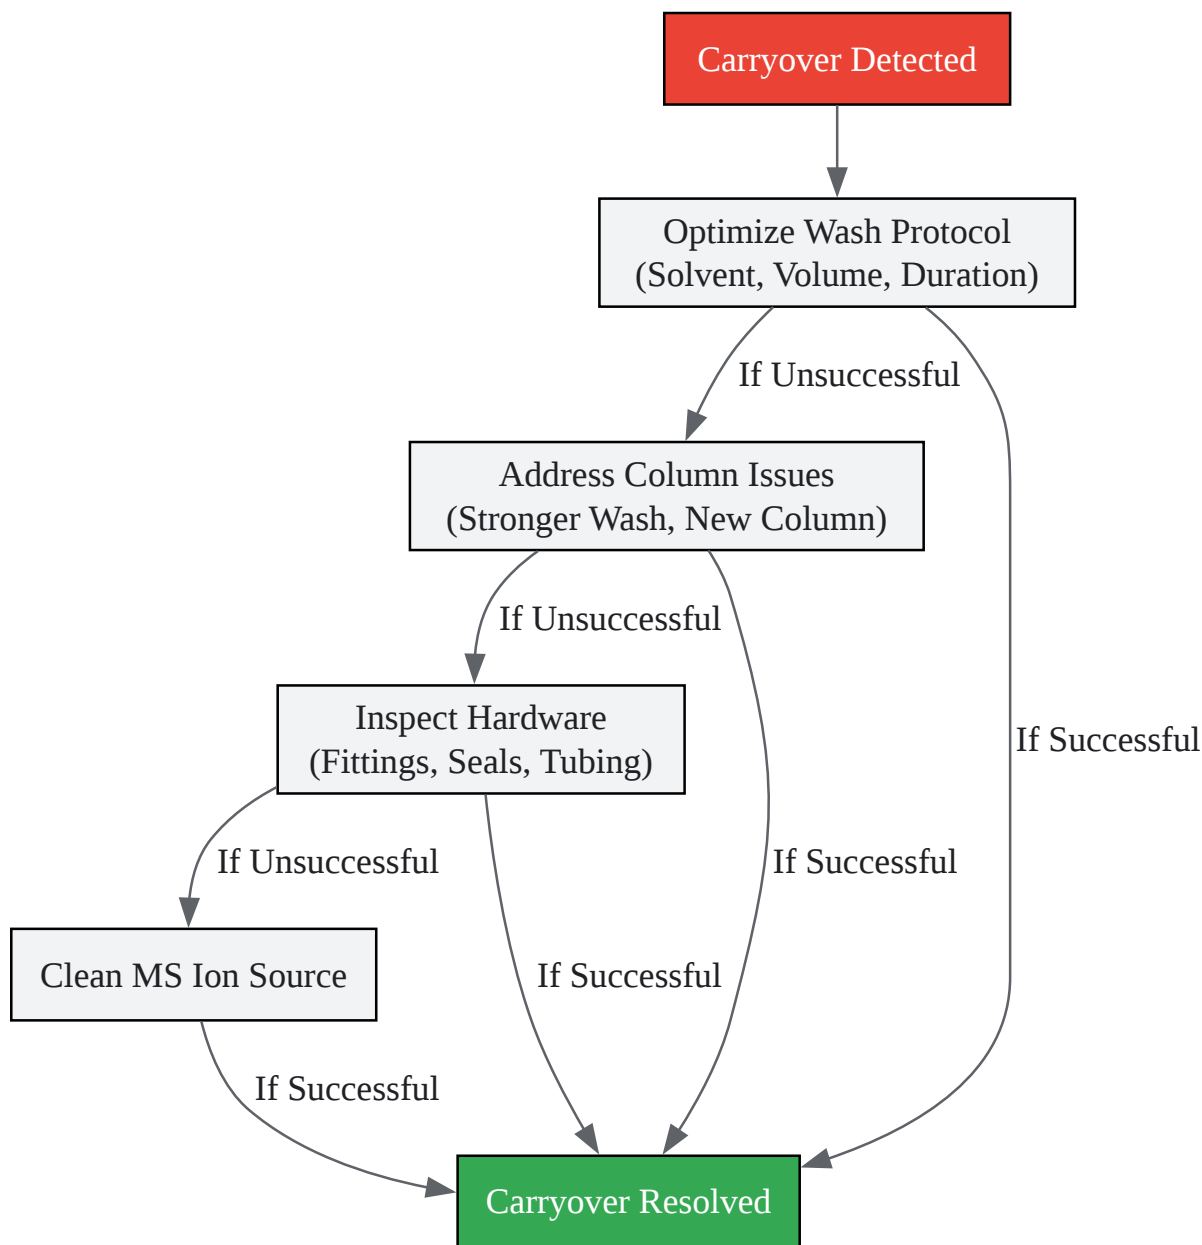 Carryover Detected
Optimize Wash Protocol
(Solvent, Volume, Duration)
If Unsuccessful
Address Column Issues
(Stronger Wash, New Column)
If Unsuccessful
Inspect Hardware
(Fittings, Seals, Tubing)
If Successful
If Unsuccessful
If Successful
Clean MS Ion Source
If Successful
If Successful
Carryover Resolved